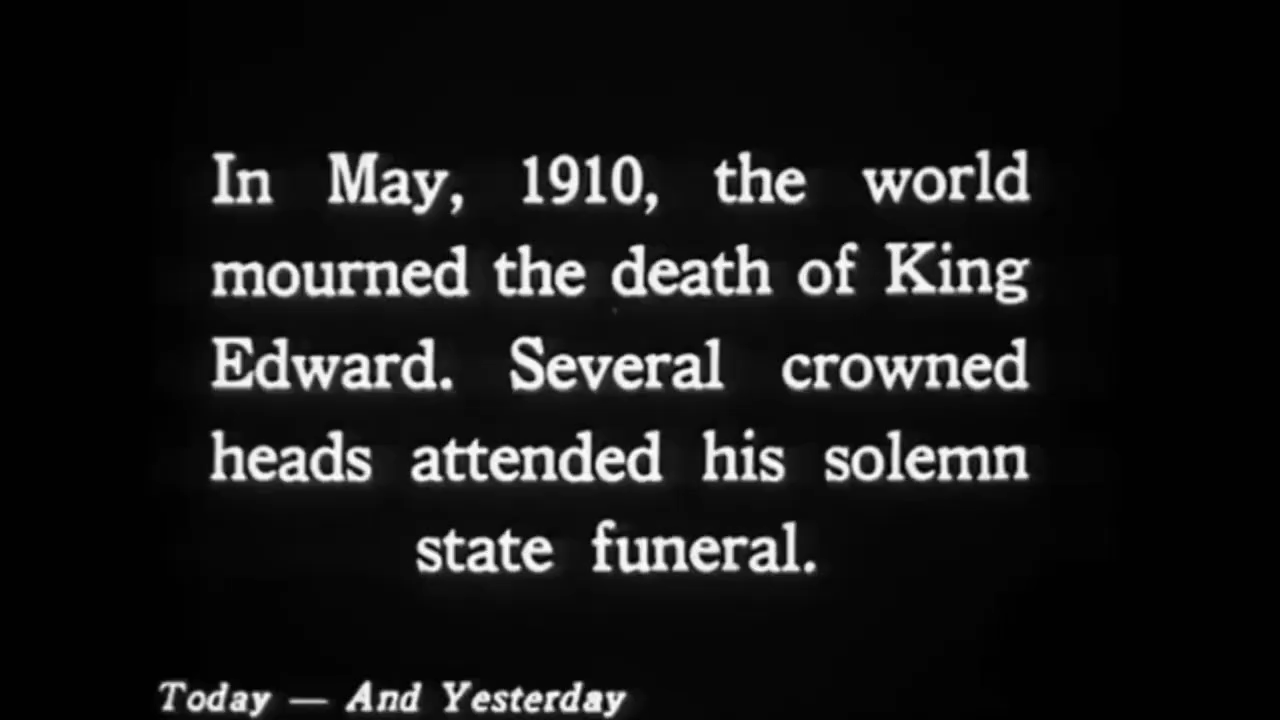 In May, 1910, the world
mourned the death of King
Edward. Several crowned
heads attended his solemn
state funeral.
Today — And Yesterday